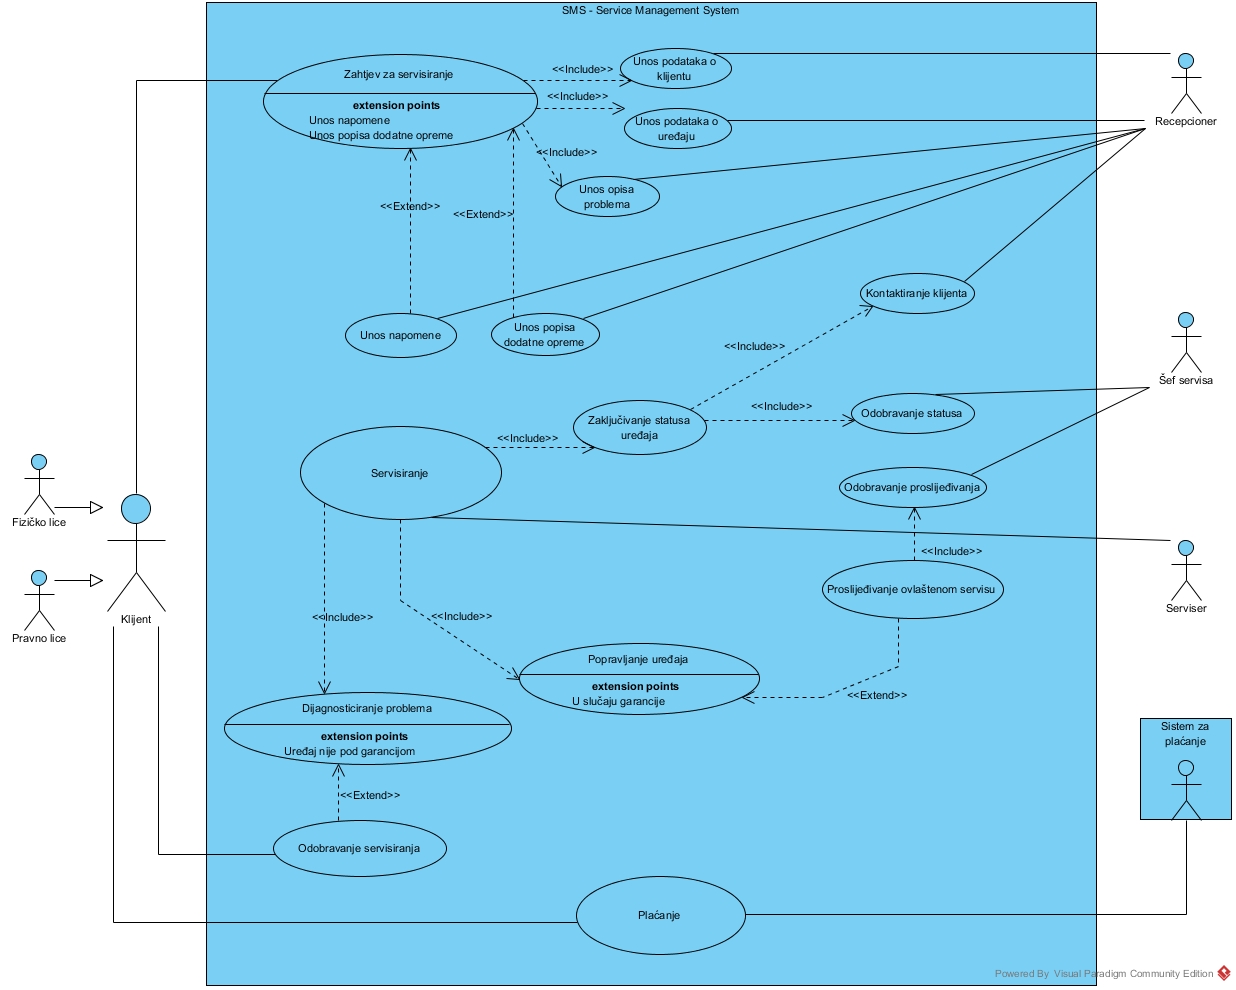 SMS - Service Management System
Zahtjev za servisiranje
extension points
Unos napomene
Unos popisa dodatne opreme
<<Include>>
Unos podataka o
klijentu
<<Include>>
Unos podataka o
uređaju
Recepcioner
<<Include>>
Unos opisa
problema
<<Extend>>
<<Extend>>
Kontaktiranje klijenta
Unos napomene
Unos popisa
dodatne opreme
<<Include>>
Šef servisa
<<Include>>
Odobravanje statusa
Zaključivanje statusa
uređaja
<<Include>>
Servisiranje
Odobravanje proslijeđivanja
Fizičko lice
<<Include>>
Proslijeđivanje ovlaštenom servisu
Serviser
Klijent
Pravno lice
<<Include>>
<<Include>>
Popravljanje uređaja
extension points
U slučaju garancije
<<Extend>>
Dijagnosticiranje problema
extension points
Uređaj nije pod garancijom
Sistem za
plaćanje
<<Extend>>
Odobravanje servisiranja
Plaćanje
Powered By Visual Paradigm Community Edition